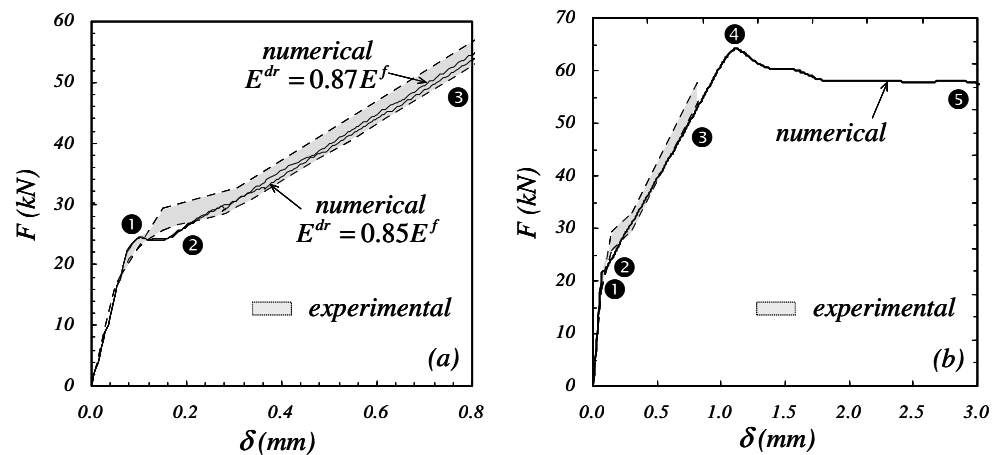 60
50
40
30
20
10
0
F (kN)
numerical
E^dr = 0.87E^f
❸
❶
❷
numerical
E^dr = 0.85E^f
experimental
(a)
0.0 0.2 0.4 0.6 0.8
δ (mm)
70
60
50
40
30
20
10
0
F (kN)
❹
❺
numerical
❸
❷
❶
experimental
(b)
0.0 0.5 1.0 1.5 2.0 2.5 3.0
δ (mm)